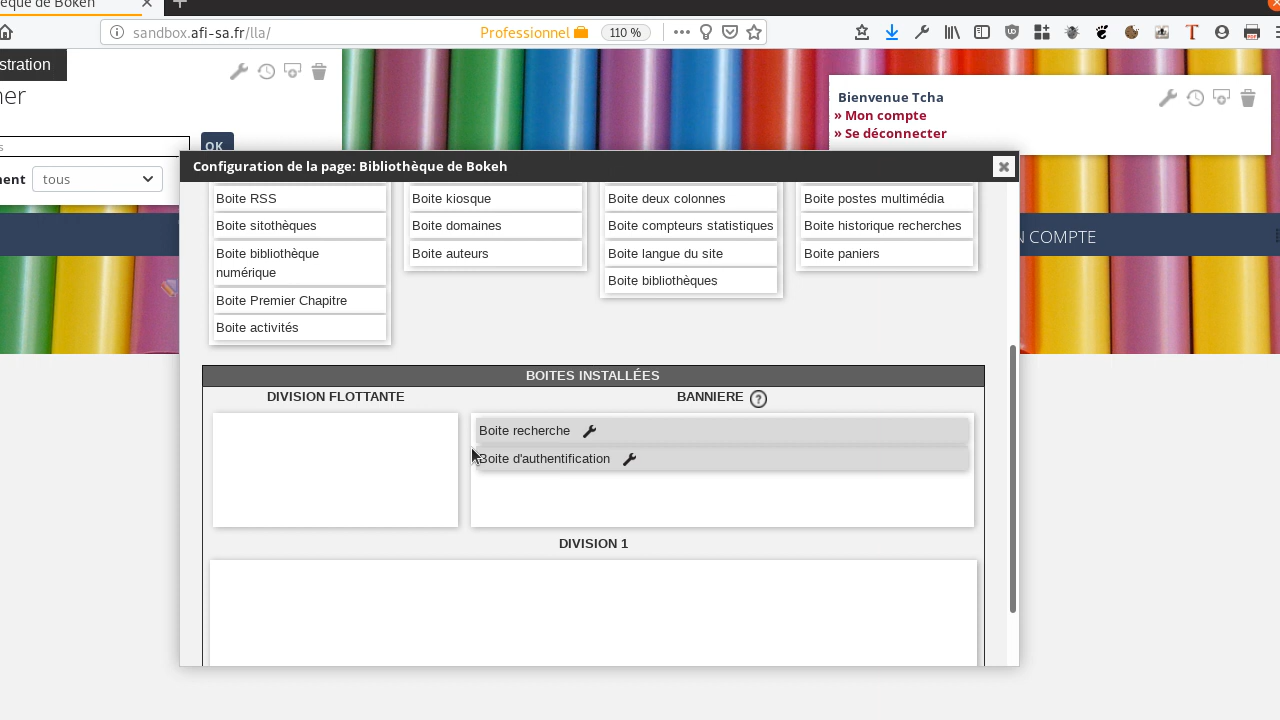 èque de Bokeh
sandbox.afi-sa.fr/lla/
Professionnel
110 %
stration
ner
s
OK
ment
tous
Bienvenue Tcha
» Mon compte
» Se déconnecter
N COMPTE
Configuration de la page: Bibliothèque de Bokeh
Boite RSS
Boite sitothèques
Boite bibliothèque
numérique
Boite Premier Chapitre
Boite activités
Boite kiosque
Boite domaines
Boite auteurs
Boite deux colonnes
Boite compteurs statistiques
Boite langue du site
Boite bibliothèques
Boite postes multimédia
Boite historique recherches
Boite paniers
BOITES INSTALLÉES
DIVISION FLOTTANTE
BANNIERE ?
Boite recherche
Boite d'authentification
DIVISION 1